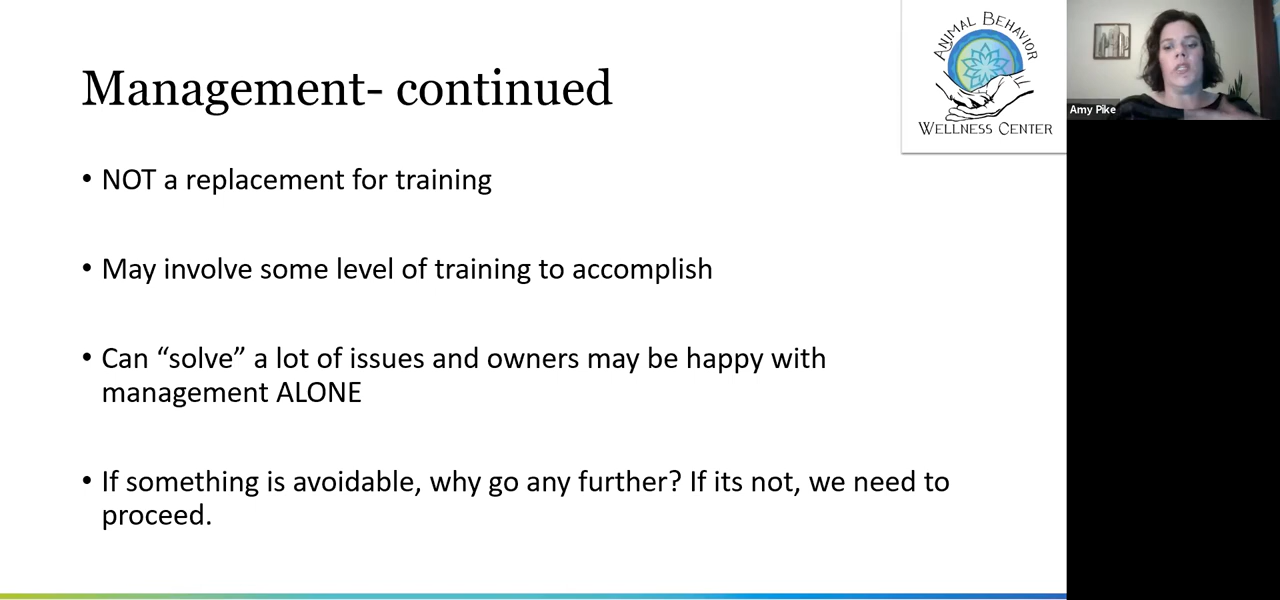 ANIMAL BEHAVIOR
WELLNESS CENTER
Amy Pike
Management- continued
• NOT a replacement for training
• May involve some level of training to accomplish
• Can “solve” a lot of issues and owners may be happy with
management ALONE
• If something is avoidable, why go any further? If its not, we need to
proceed.